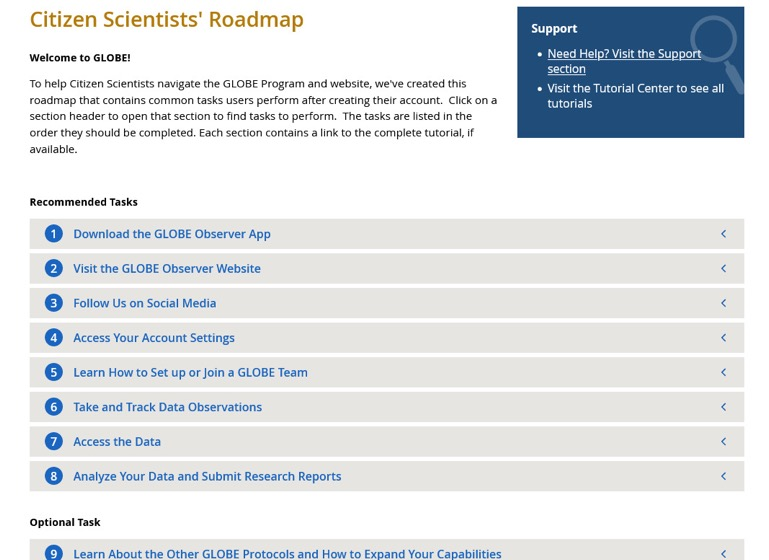 Citizen Scientists' Roadmap
Welcome to GLOBE!
To help Citizen Scientists navigate the GLOBE Program and website, we've created this
roadmap that contains common tasks users perform after creating their account.  Click on a
section header to open that section to find tasks to perform.  The tasks are listed in the
order they should be completed. Each section contains a link to the complete tutorial, if
available.
Support
Need Help? Visit the Support
section
Visit the Tutorial Center to see all
tutorials
Recommended Tasks
1 Download the GLOBE Observer App
2 Visit the GLOBE Observer Website
3 Follow Us on Social Media
4 Access Your Account Settings
5 Learn How to Set up or Join a GLOBE Team
6 Take and Track Data Observations
7 Access the Data
8 Analyze Your Data and Submit Research Reports
Optional Task
9 Learn About the Other GLOBE Protocols and How to Expand Your Capabilities